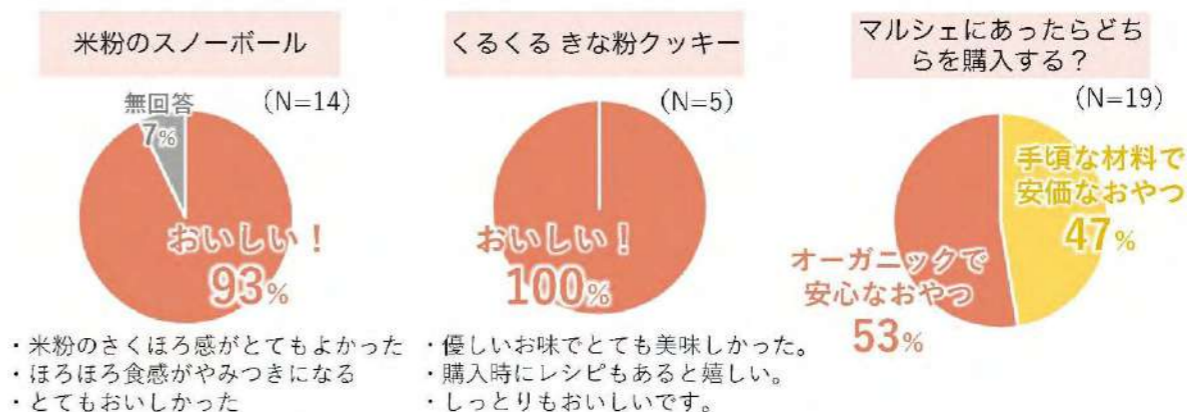 米粉のスノーボール
(N=14)
無回答
7%
おいしい！
93%
・米粉のさくほろ感がとてもよかった
・ほろほろ食感がやみつきになる
・とてもおいしかった
くるくる きな粉クッキー
(N=5)
おいしい！
100%
・優しいお味でとても美味しかった。
・購入時にレシピもあると嬉しい。
・しっとりもおいしいです。
マルシェにあったらどち
らを購入する？
(N=19)
手頃な材料で
安価なおやつ
47%
オーガニックで
安心なおやつ
53%